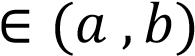 ∈ (a , b)